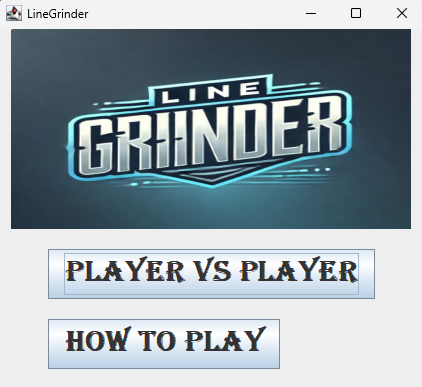 LineGrinder
LINE
GRIINDER
PLAYER VS PLAYER
HOW TO PLAY